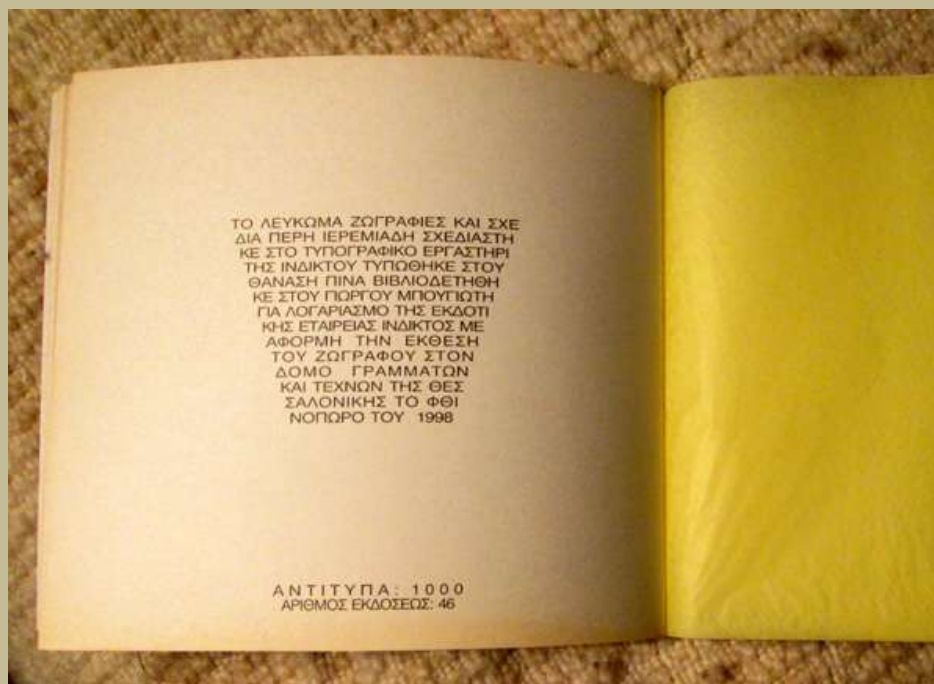 ΤΟ ΛΕΥΚΩΜΑ ΖΩΓΡΑΦΙΕΣ ΚΑΙ ΣΧΕ
ΔΙΑ ΠΕΡΗ ΙΕΡΕΜΙΑΔΗ ΣΧΕΔΙΑΣΤΗ
ΚΕ ΣΤΟ ΤΥΠΟΓΡΑΦΙΚΟ ΕΡΓΑΣΤΗΡΙ
ΤΗΣ ΙΝΔΙΚΤΟΥ ΤΥΠΩΘΗΚΕ ΣΤΟΥ
ΘΑΝΑΣΗ ΠΙΝΑ ΒΙΒΛΙΟΔΕΤΗΘΗ
ΚΕ ΣΤΟΥ ΓΙΩΡΓΟΥ ΜΠΟΥΓΙΩΤΗ
ΓΙΑ ΛΟΓΑΡΙΑΣΜΟ ΤΗΣ ΕΚΔΟΤΙ
ΚΗΣ ΕΤΑΙΡΕΙΑΣ ΙΝΔΙΚΤΟΣ ΜΕ
ΑΦΟΡΜΗ ΤΗΝ ΕΚΘΕΣΗ
ΤΟΥ ΖΩΓΡΑΦΟΥ ΣΤΟΝ
ΔΟΜΟ ΓΡΑΜΜΑΤΩΝ
ΚΑΙ ΤΕΧΝΩΝ ΤΗΣ ΘΕΣ
ΣΑΛΟΝΙΚΗΣ ΤΟ ΦΘΙ
ΝΟΠΩΡΟ ΤΟΥ 1998
ΑΝΤΙΤΥΠΑ: 1000
ΑΡΙΘΜΟΣ ΕΚΔΟΣΕΩΣ: 46